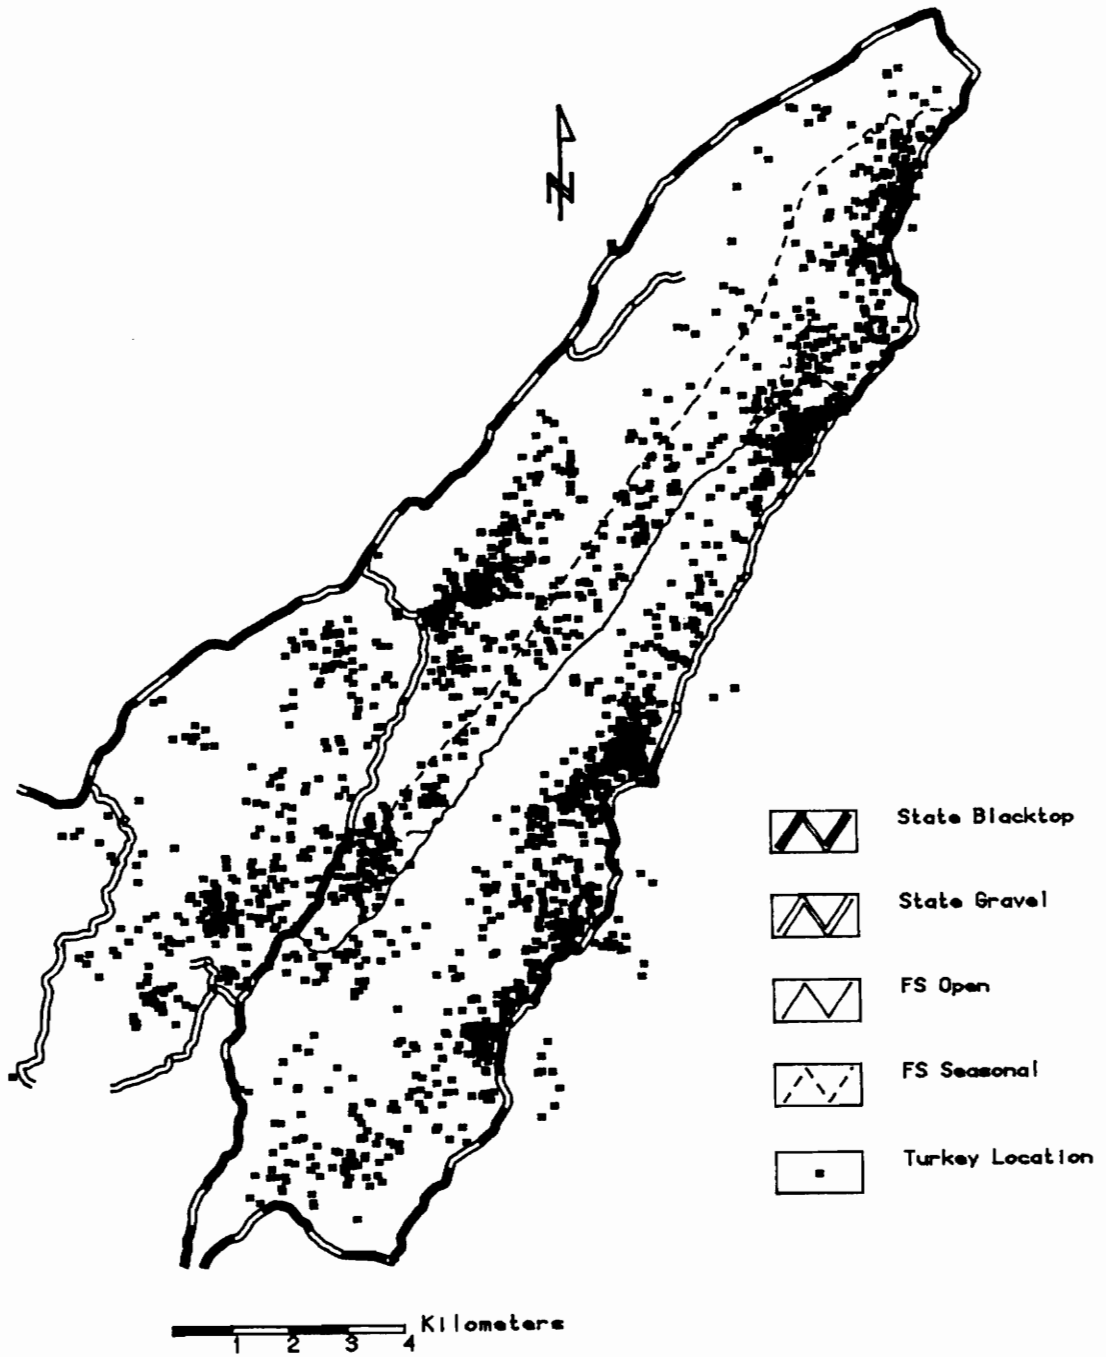 N
State Blacktop
State Gravel
FS Open
FS Seasonal
Turkey Location
Kilometers
1 2 3 4